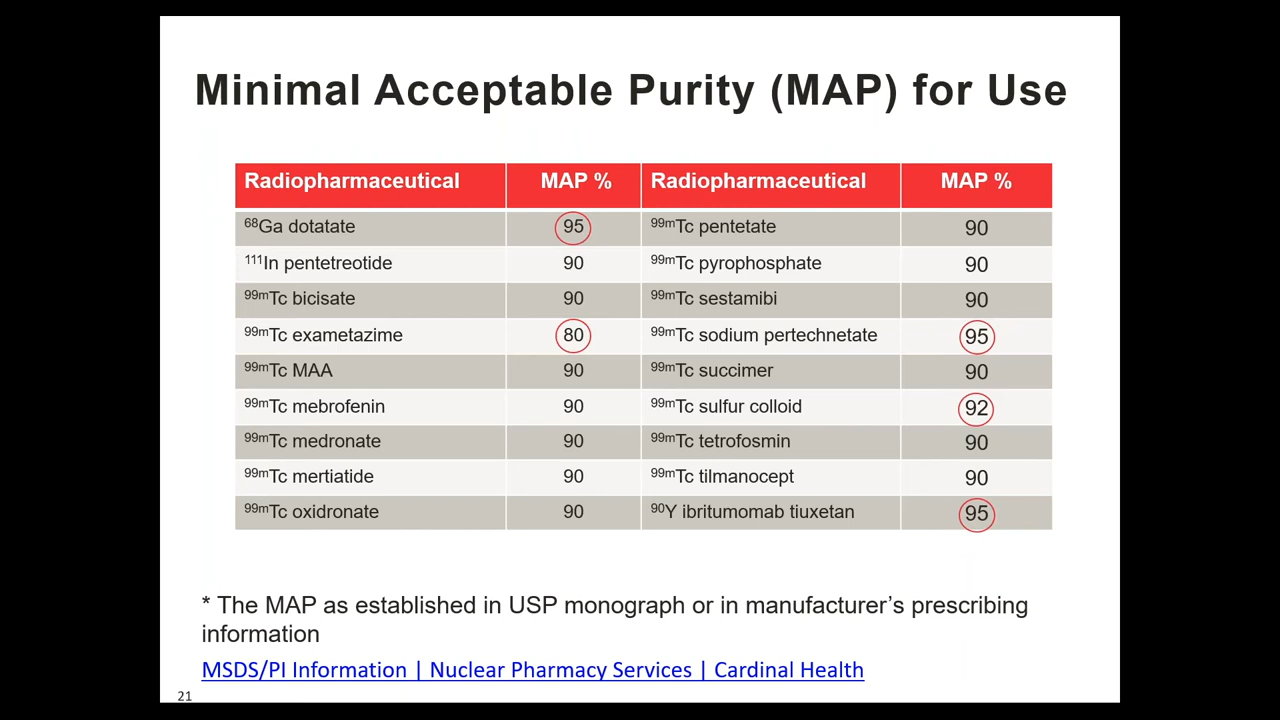 Minimal Acceptable Purity (MAP) for Use
Radiopharmaceutical MAP % Radiopharmaceutical MAP %
⁶⁸Ga dotatate 95 ⁹⁹ᵐTc pentetate 90
¹¹¹In pentetreotide 90 ⁹⁹ᵐTc pyrophosphate 90
⁹⁹ᵐTc bicisate 90 ⁹⁹ᵐTc sestamibi 90
⁹⁹ᵐTc exametazime 80 ⁹⁹ᵐTc sodium pertechnetate 95
⁹⁹ᵐTc MAA 90 ⁹⁹ᵐTc succimer 90
⁹⁹ᵐTc mebrofenin 90 ⁹⁹ᵐTc sulfur colloid 92
⁹⁹ᵐTc medronate 90 ⁹⁹ᵐTc tetrofosmin 90
⁹⁹ᵐTc mertiatide 90 ⁹⁹ᵐTc tilmanocept 90
⁹⁹ᵐTc oxidronate 90 ⁹⁰Y ibritumomab tiuxetan 95
* The MAP as established in USP monograph or in manufacturer's prescribing
information
MSDS/PI Information | Nuclear Pharmacy Services | Cardinal Health
21